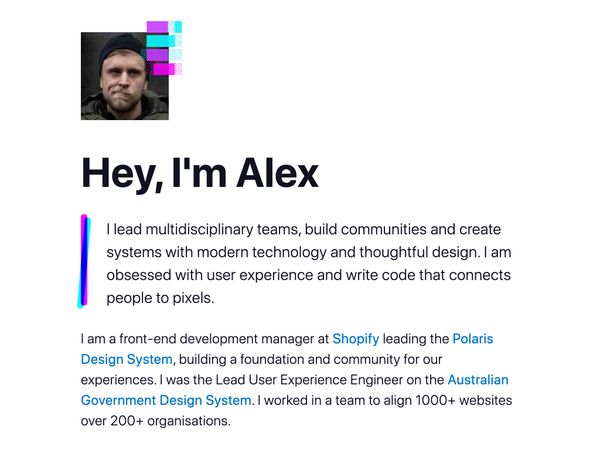 Hey, I'm Alex
I lead multidisciplinary teams, build communities and create
systems with modern technology and thoughtful design. I am
obsessed with user experience and write code that connects
people to pixels.
I am a front-end development manager at Shopify leading the Polaris
Design System, building a foundation and community for our
experiences. I was the Lead User Experience Engineer on the Australian
Government Design System. I worked in a team to align 1000+ websites
over 200+ organisations.